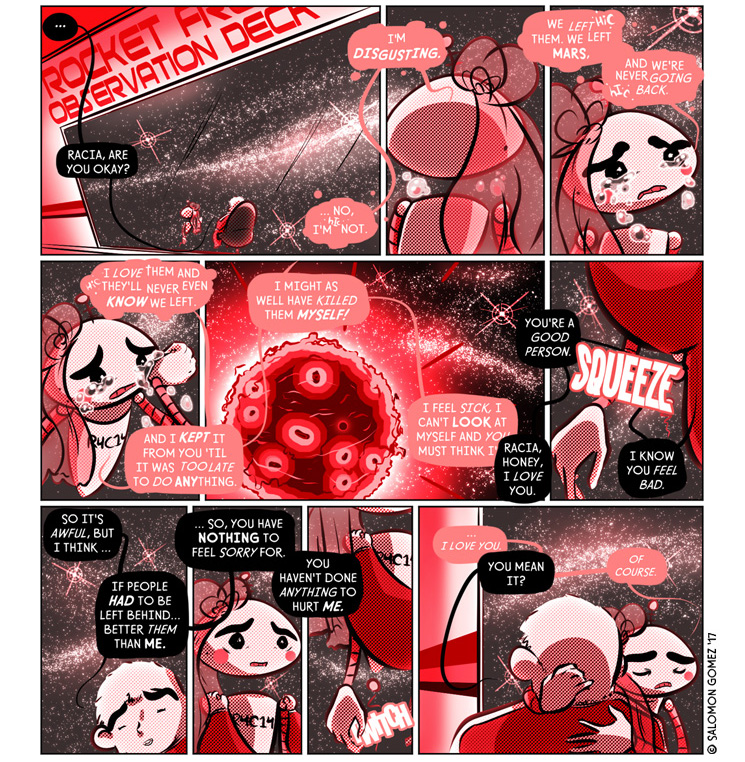 ...
ROCKET FR
OBSERVATION DECK
RACIA, ARE
YOU OKAY?
... NO,
HIC
I'M NOT.
I'M
DISGUSTING.
WE LEFT HIC
THEM. WE LEFT
MARS.
AND WE'RE
NEVER GOING
HIC BACK.
I LOVE THEM AND
HIC THEY'LL NEVER EVEN
KNOW WE LEFT.
R4C14
AND I KEPT IT
FROM YOU 'TIL
IT WAS TOO LATE
TO DO ANYTHING.
I MIGHT AS
WELL HAVE KILLED
THEM MYSELF!
I FEEL SICK, I
CAN'T LOOK AT
MYSELF AND YOU
MUST THINK I'
RACIA,
HONEY,
I LOVE
YOU.
YOU'RE A
GOOD
PERSON.
SQUEEZE
I KNOW
YOU FEEL
BAD.
SO IT'S
AWFUL, BUT
I THINK ...
IF PEOPLE
HAD TO BE
LEFT BEHIND...
BETTER THEM
THAN ME.
... SO, YOU HAVE
NOTHING TO
FEEL SORRY FOR.
R4C14
YOU
HAVEN'T DONE
ANYTHING TO
HURT ME.
TWITCH
...
I LOVE YOU.
YOU MEAN
IT?
OF
COURSE.
© SALOMON GOMEZ '17